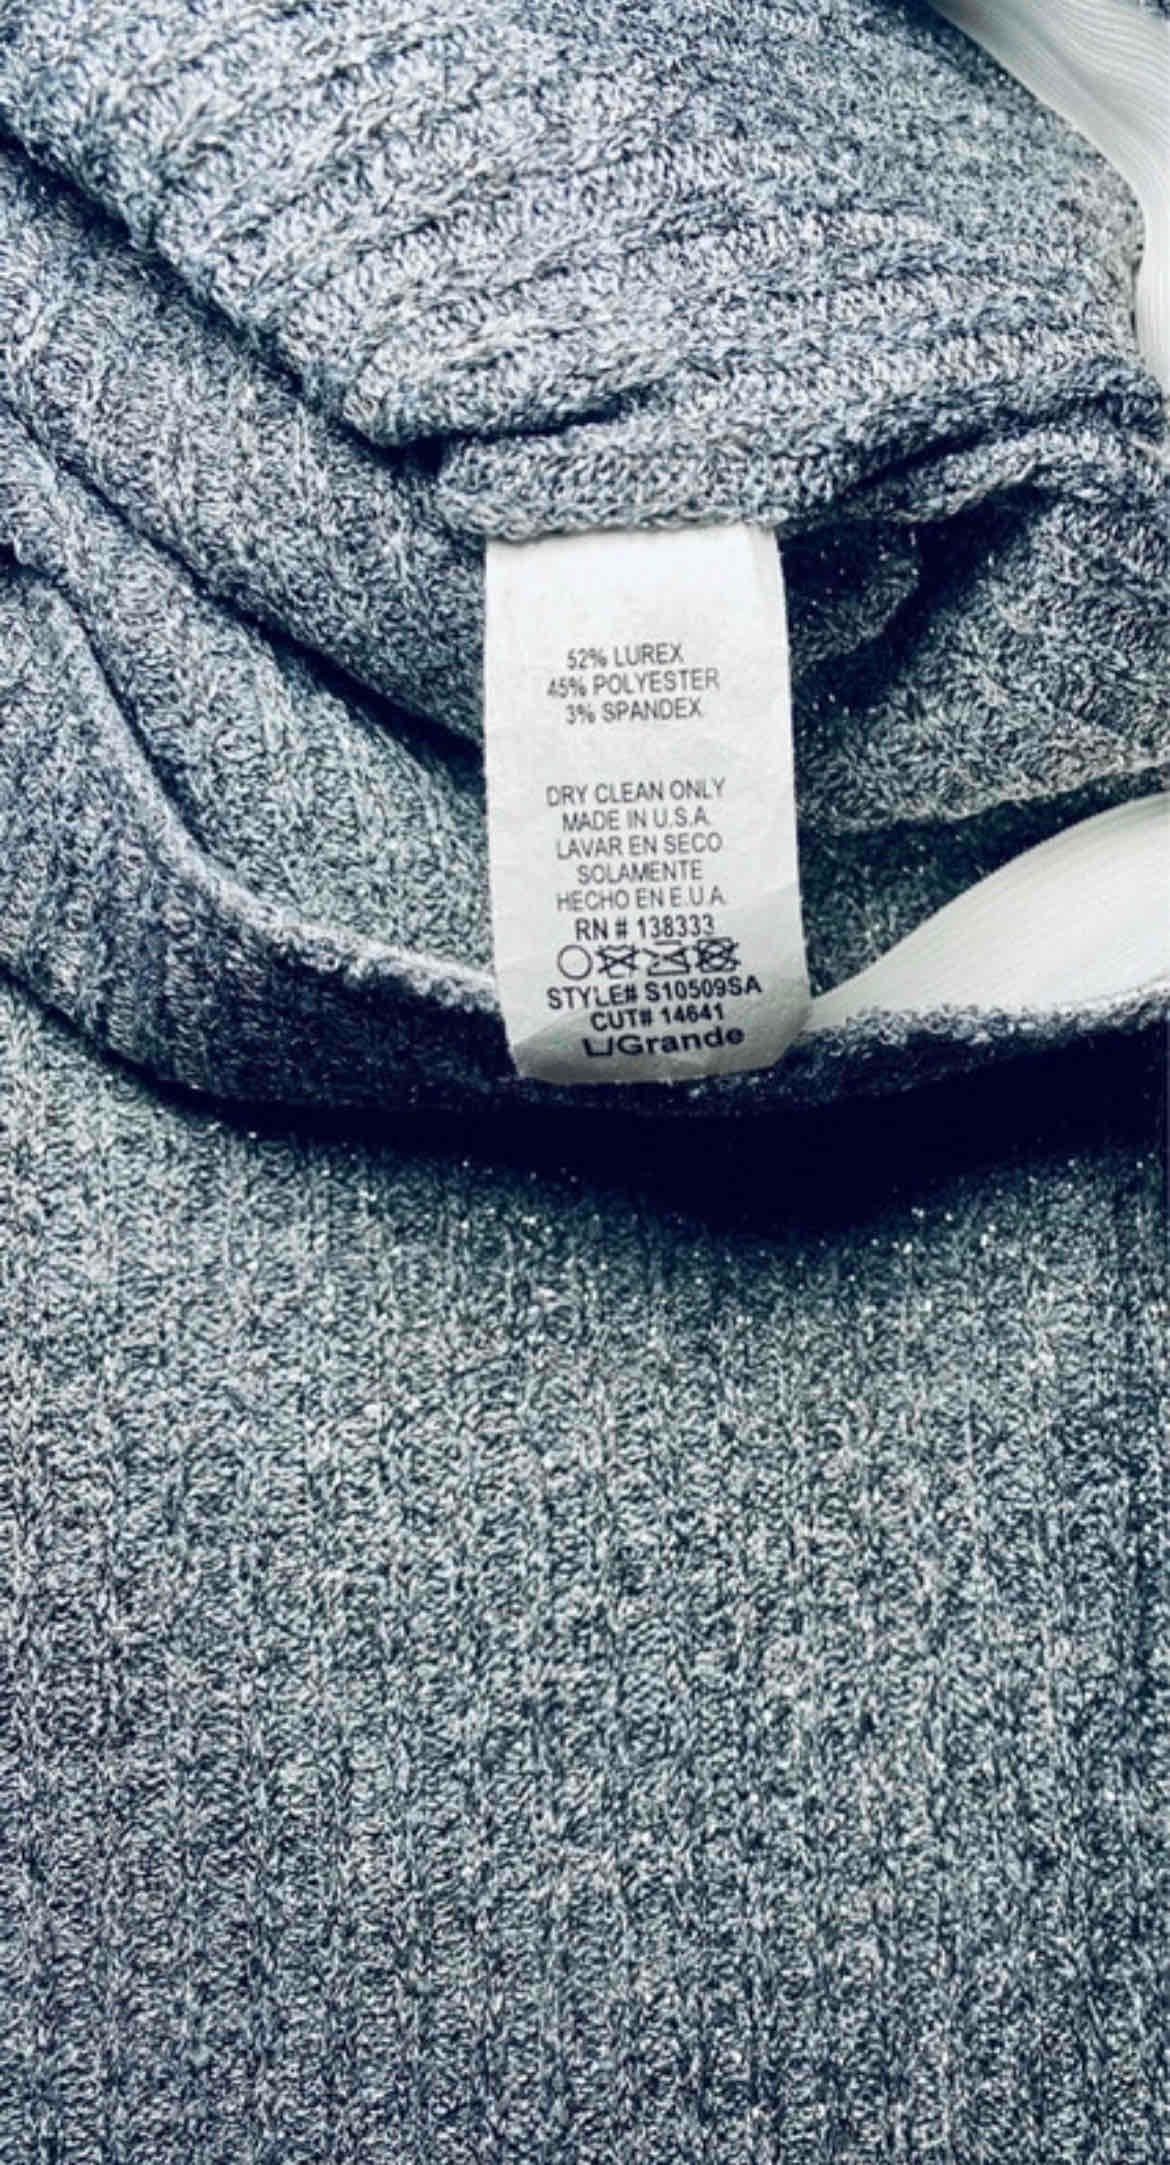 52% LUREX
45% POLYESTER
3% SPANDEX
DRY CLEAN ONLY
MADE IN U.S.A.
LAVAR EN SECO
SOLAMENTE
HECHO EN E.U.A.
RN # 138333
STYLE# S10509SA
CUT# 14641
L/Grande